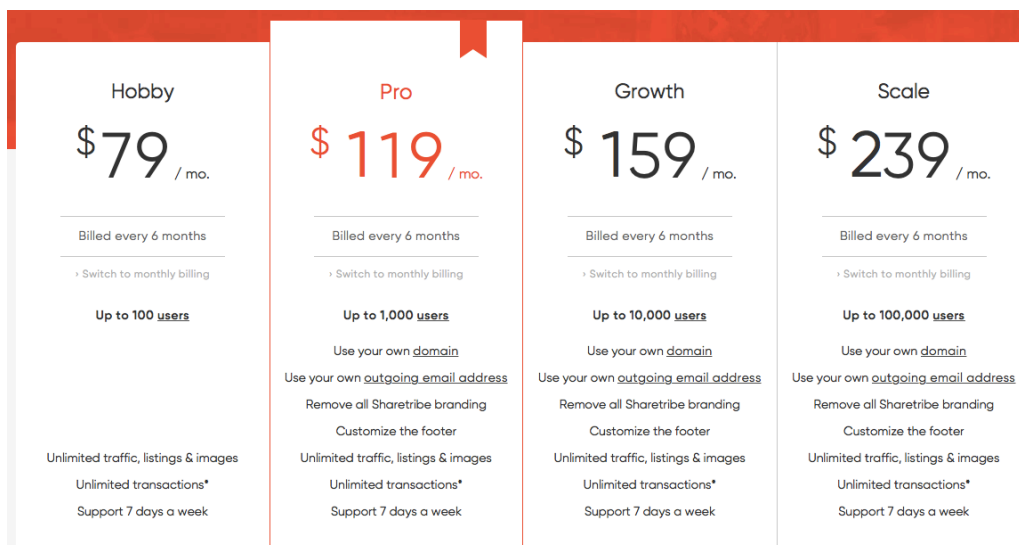 Hobby
$79 / mo.
Billed every 6 months
› Switch to monthly billing
Up to 100 users
Unlimited traffic, listings & images
Unlimited transactions*
Support 7 days a week
Pro
$119 / mo.
Billed every 6 months
› Switch to monthly billing
Up to 1,000 users
Use your own domain
Use your own outgoing email address
Remove all Sharetribe branding
Customize the footer
Unlimited traffic, listings & images
Unlimited transactions*
Support 7 days a week
Growth
$159 / mo.
Billed every 6 months
› Switch to monthly billing
Up to 10,000 users
Use your own domain
Use your own outgoing email address
Remove all Sharetribe branding
Customize the footer
Unlimited traffic, listings & images
Unlimited transactions*
Support 7 days a week
Scale
$239 / mo.
Billed every 6 months
› Switch to monthly billing
Up to 100,000 users
Use your own domain
Use your own outgoing email address
Remove all Sharetribe branding
Customize the footer
Unlimited traffic, listings & images
Unlimited transactions*
Support 7 days a week